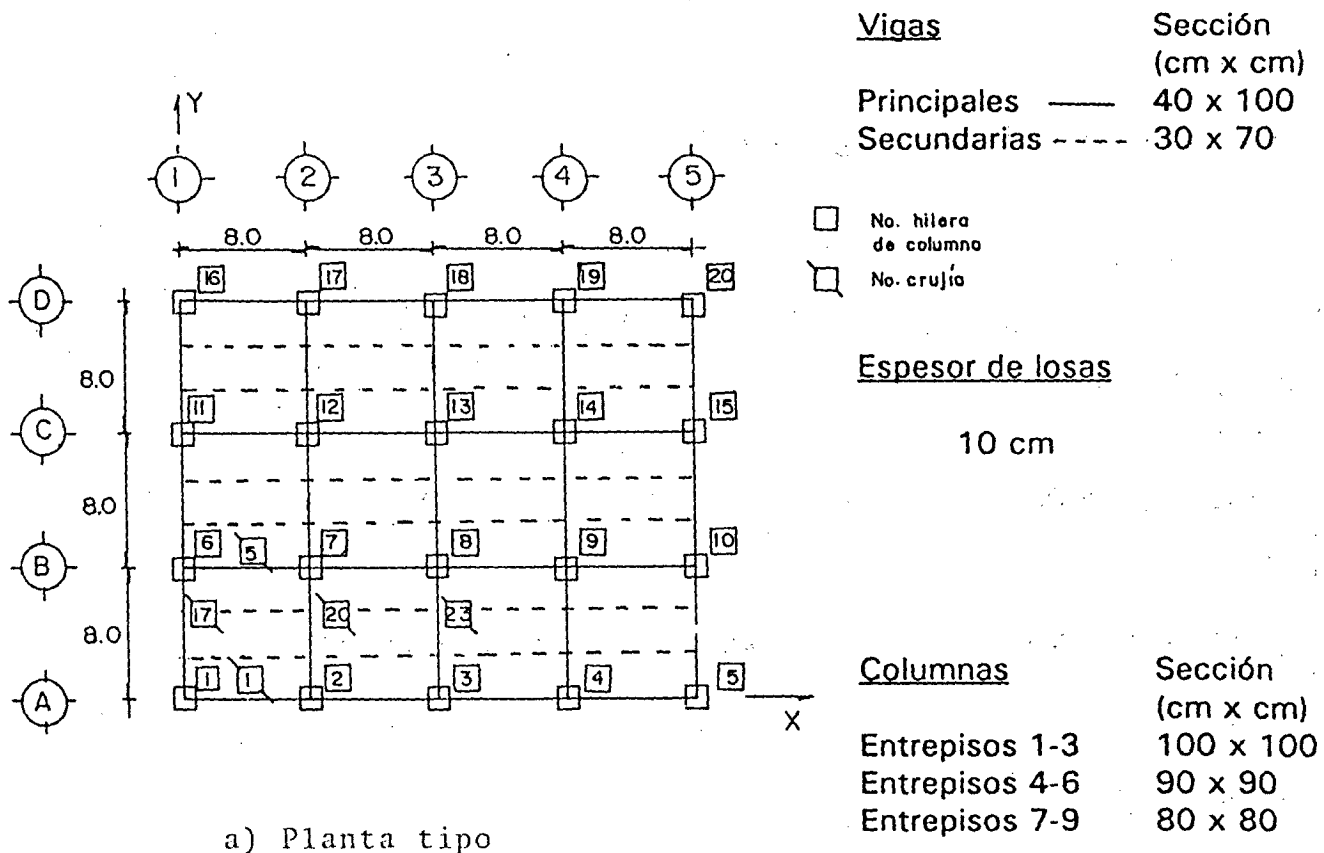 Vigas Sección
(cm x cm)
Principales 40 x 100
Secundarias 30 x 70
No. hilera
de columna
No. crujía
Espesor de losas
10 cm
Columnas Sección
(cm x cm)
Entrepisos 1-3 100 x 100
Entrepisos 4-6 90 x 90
Entrepisos 7-9 80 x 80
Y
1 2 3 4 5
8.0 8.0 8.0 8.0
16 17 18 19 20
D
8.0
11 12 13 14 15
C
8.0
6 5 7 8 9 10
B
17 20 23
8.0
1 1 2 3 4 5
A
X
a) Planta tipo